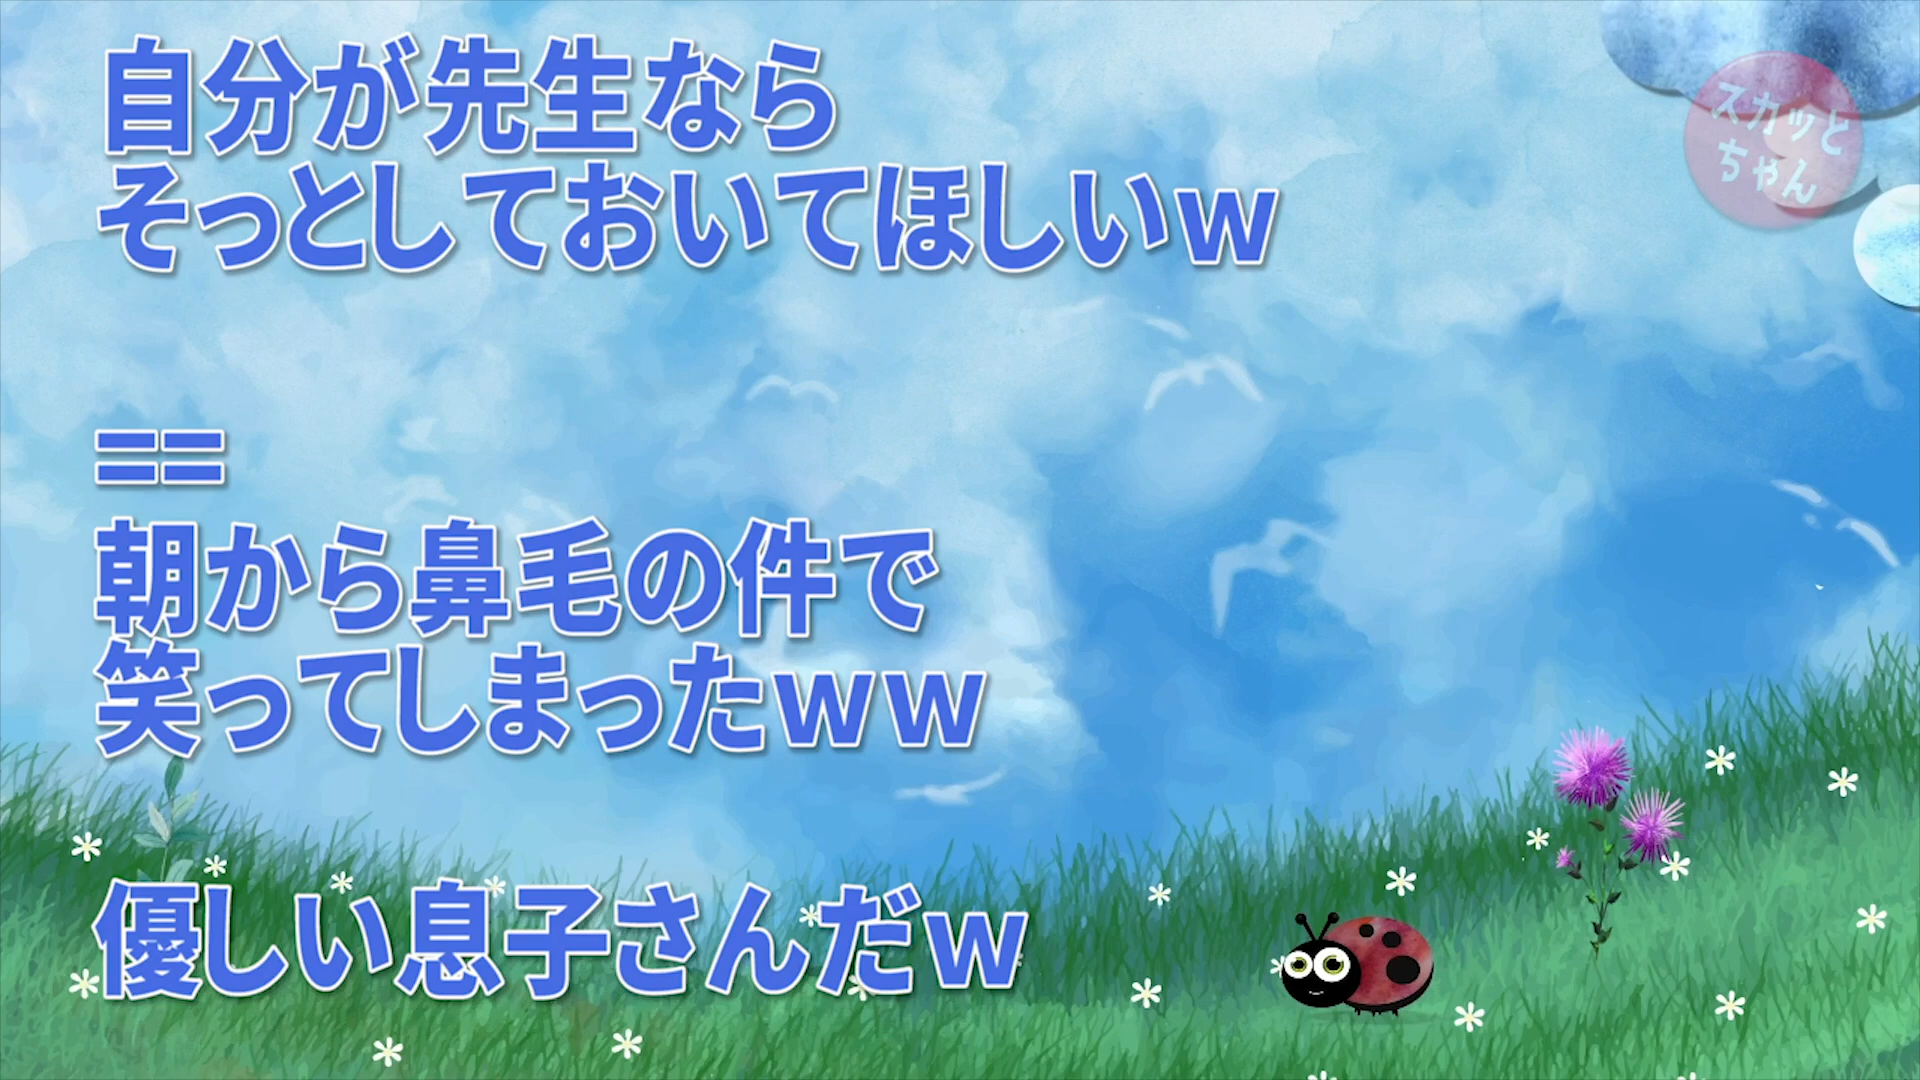 スカッと
ちゃん
自分が先生なら
そっとしておいてほしいｗ
==
朝から鼻毛の件で
笑ってしまったｗｗ
優しい息子さんだｗ